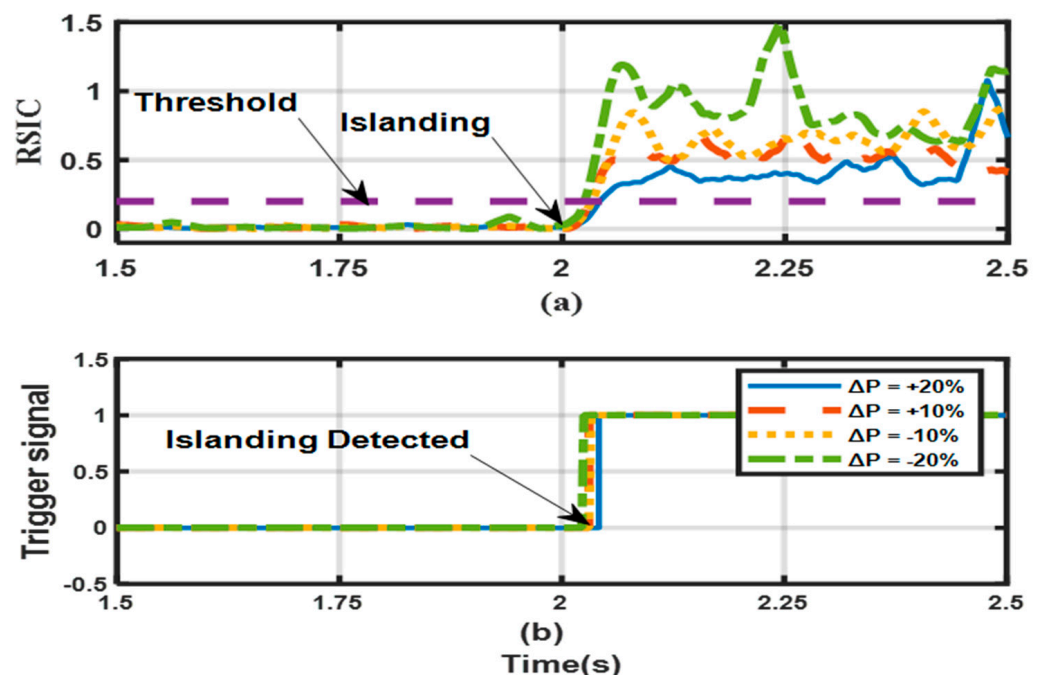 1.5
1
0.5
0
RSIC
Threshold
Islanding
1.5 1.75 2 2.25 2.5
(a)
1.5
1
0.5
0
-0.5
Trigger signal
Islanding Detected
ΔP = +20%
ΔP = +10%
ΔP = -10%
ΔP = -20%
1.5 1.75 2 2.25 2.5
(b)
Time(s)